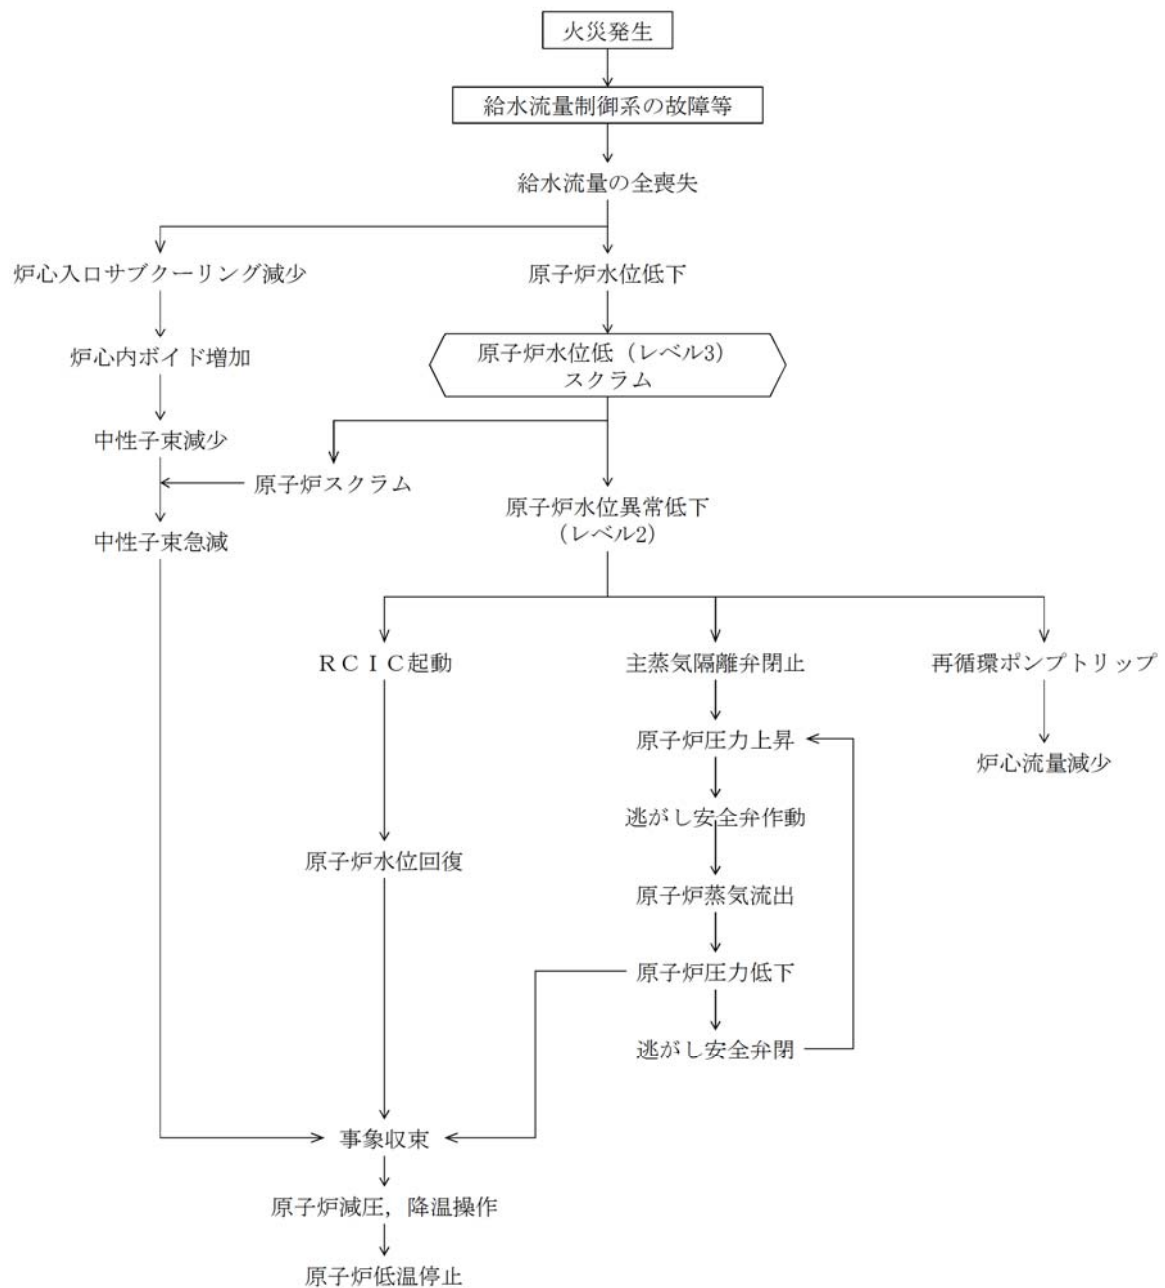 火災発生
給水流量制御系の故障等
給水流量の全喪失
炉心入口サブクーリング減少
原子炉水位低下
炉心内ボイド増加
原子炉水位低（レベル3）
スクラム
中性子束減少
原子炉スクラム
原子炉水位異常低下
（レベル2）
中性子束急減
ＲＣＩＣ起動
主蒸気隔離弁閉止
再循環ポンプトリップ
原子炉圧力上昇
炉心流量減少
逃がし安全弁作動
原子炉水位回復
原子炉蒸気流出
原子炉圧力低下
逃がし安全弁閉
事象収束
原子炉減圧，降温操作
原子炉低温停止